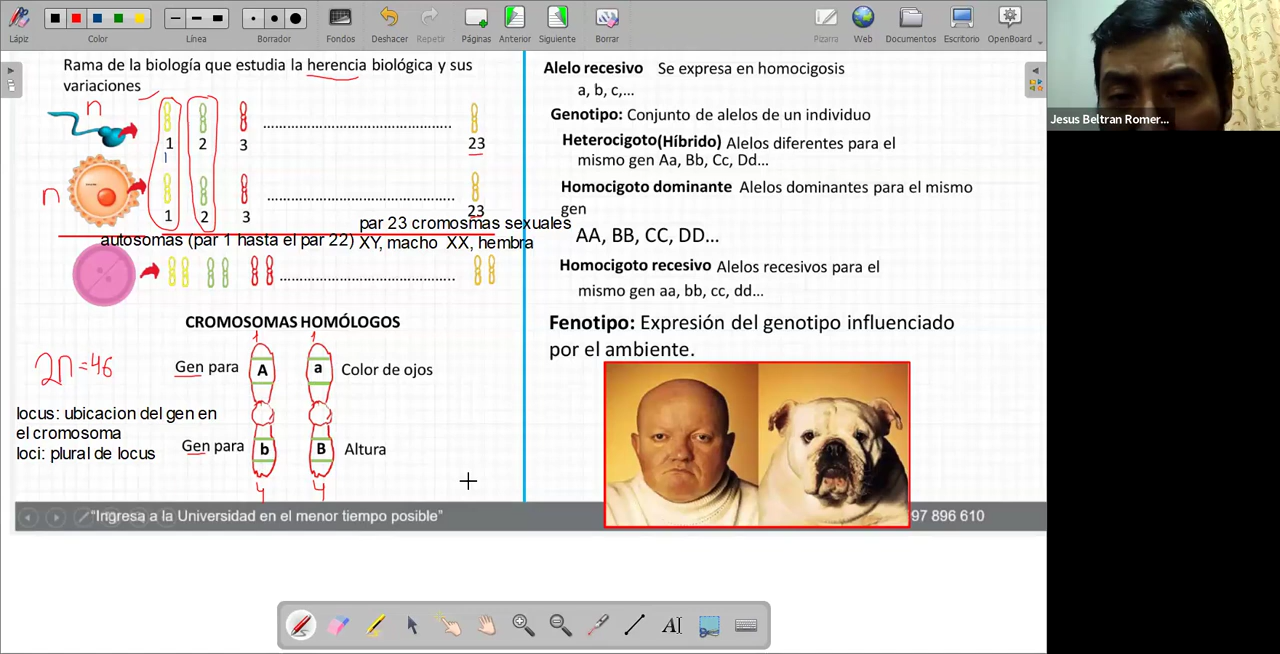 Lápiz
Color
Línea
Borrador
Fondos
Deshacer
Repetir
Páginas
Anterior
Siguiente
Borrar
Pizarra
Web
Documentos
Escritorio
OpenBoard
Rama de la biología que estudia la herencia biológica y sus
variaciones
n
1 2 3 23
1
n
1 2 3 23
par 23 cromosmas sexuales
autosomas (par 1 hasta el par 22) XY, macho XX, hembra
CROMOSOMAS HOMÓLOGOS
1 1
2n=46
Gen para A a Color de ojos
locus: ubicacion del gen en
el cromosoma
loci: plural de locus
Gen para b B Altura
4 4
"Ingresa a la Universidad en el menor tiempo posible"
97 896 610
Alelo recesivo Se expresa en homocigosis
a, b, c,...
Genotipo: Conjunto de alelos de un individuo
Heterocigoto(Híbrido) Alelos diferentes para el
mismo gen Aa, Bb, Cc, Dd...
Homocigoto dominante Alelos dominantes para el mismo
gen
AA, BB, CC, DD...
Homocigoto recesivo Alelos recesivos para el
mismo gen aa, bb, cc, dd...
Fenotipo: Expresión del genotipo influenciado
por el ambiente.
Jesus Beltran Romer...
AI